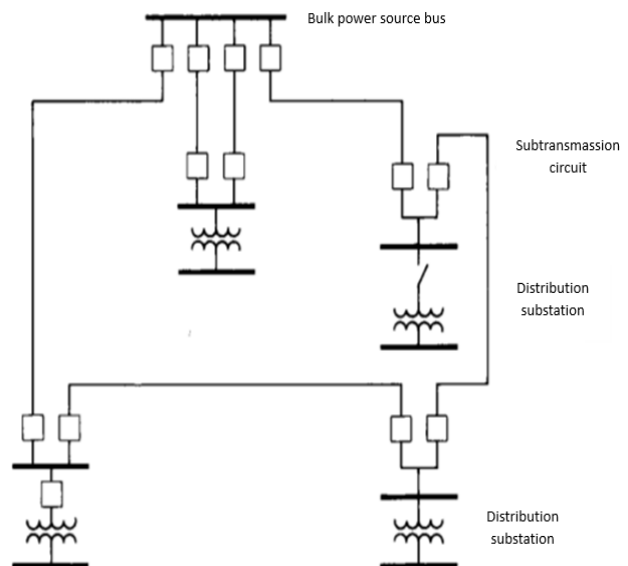 Bulk power source bus
Subtransmassion
circuit
Distribution
substation
Distribution
substation